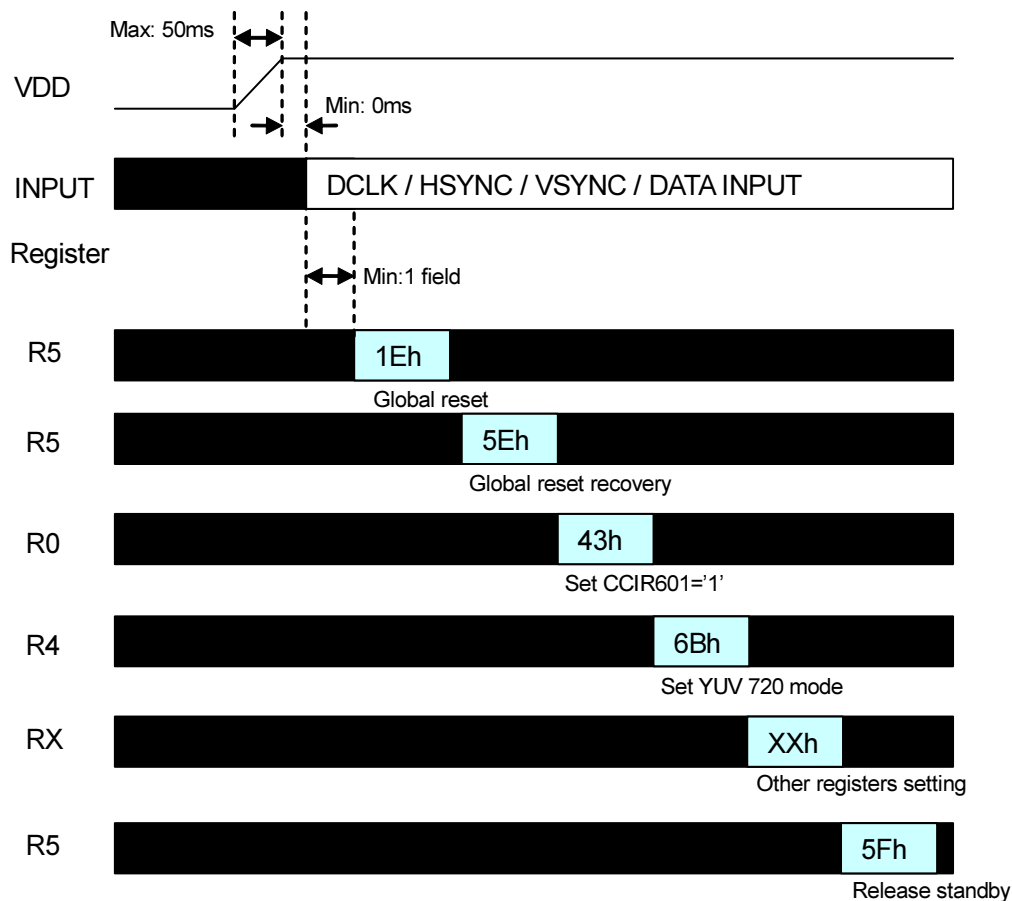 Max: 50ms
VDD
Min: 0ms
INPUT
DCLK / HSYNC / VSYNC / DATA INPUT
Register
Min:1 field
R5
1Eh
Global reset
R5
5Eh
Global reset recovery
R0
43h
Set CCIR601='1'
R4
6Bh
Set YUV 720 mode
RX
XXh
Other registers setting
R5
5Fh
Release standby